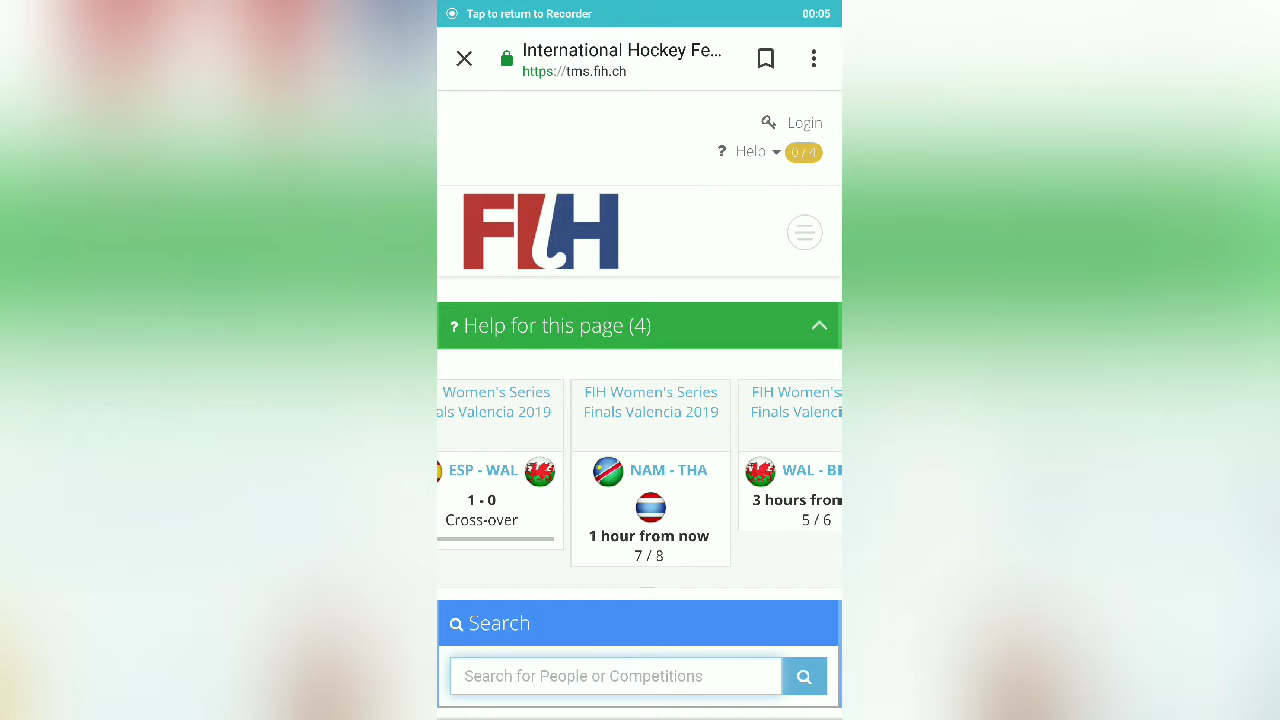 Tap to return to Recorder
00:05
International Hockey Fe...
https://tms.fih.ch
Login
? Help 0 / 4
FIH
? Help for this page (4)
Women's Series
als Valencia 2019
ESP - WAL
1 - 0
Cross-over
FIH Women's Series
Finals Valencia 2019
NAM - THA
1 hour from now
7 / 8
FIH Women's
Finals Valenci
WAL - B
3 hours from
5 / 6
Search
Search for People or Competitions